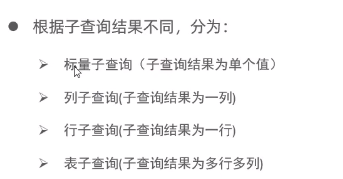 ● 根据子查询结果不同，分为：
➢ 标量子查询（子查询结果为单个值）
➢ 列子查询(子查询结果为一列)
➢ 行子查询(子查询结果为一行)
➢ 表子查询(子查询结果为多行多列)